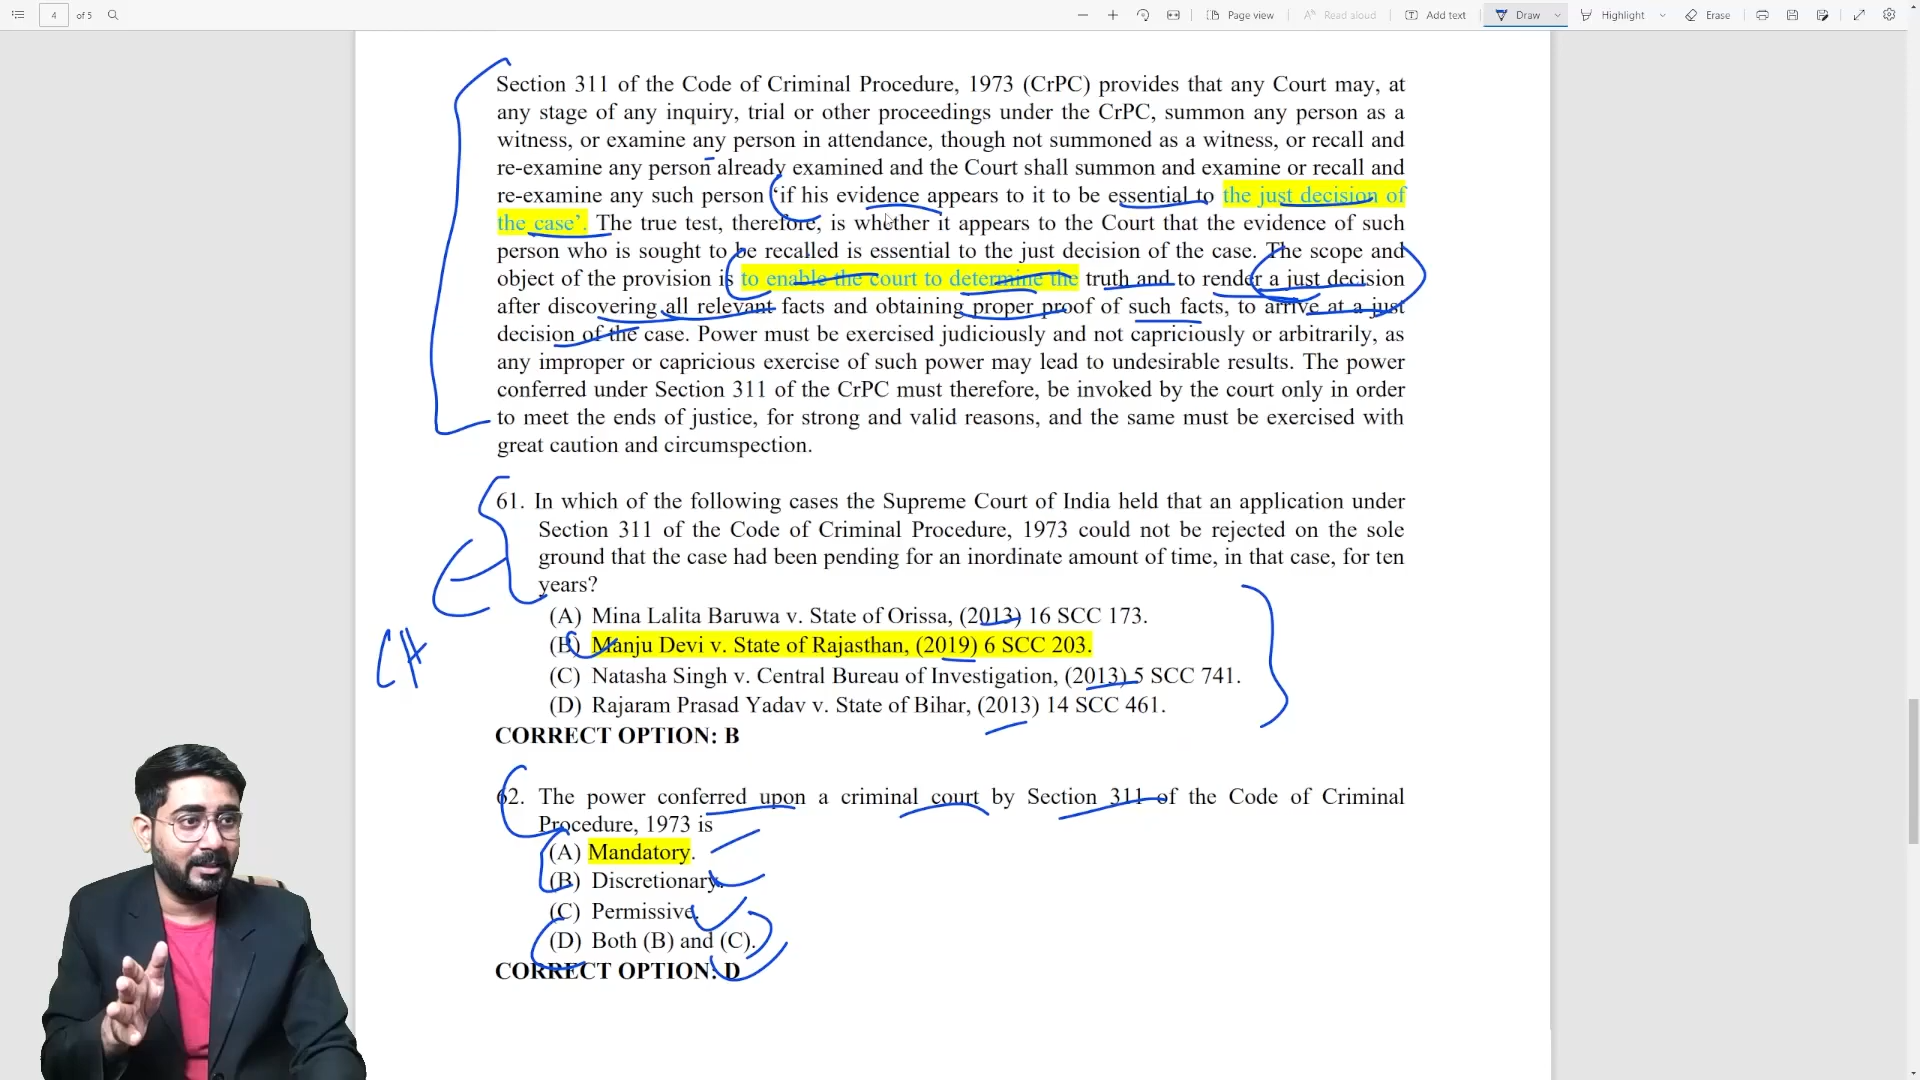 4 of 5
Page view
Read aloud
Add text
Draw
Highlight
Erase
Section 311 of the Code of Criminal Procedure, 1973 (CrPC) provides that any Court may, at
any stage of any inquiry, trial or other proceedings under the CrPC, summon any person as a
witness, or examine any person in attendance, though not summoned as a witness, or recall and
re-examine any person already examined and the Court shall summon and examine or recall and
re-examine any such person ‘if his evidence appears to it to be essential to the just decision of
the case’. The true test, therefore, is whether it appears to the Court that the evidence of such
person who is sought to be recalled is essential to the just decision of the case. The scope and
object of the provision is to enable the court to determine the truth and to render a just decision
after discovering all relevant facts and obtaining proper proof of such facts, to arrive at a just
decision of the case. Power must be exercised judiciously and not capriciously or arbitrarily, as
any improper or capricious exercise of such power may lead to undesirable results. The power
conferred under Section 311 of the CrPC must therefore, be invoked by the court only in order
to meet the ends of justice, for strong and valid reasons, and the same must be exercised with
great caution and circumspection.
61. In which of the following cases the Supreme Court of India held that an application under
Section 311 of the Code of Criminal Procedure, 1973 could not be rejected on the sole
ground that the case had been pending for an inordinate amount of time, in that case, for ten
years?
(A) Mina Lalita Baruwa v. State of Orissa, (2013) 16 SCC 173.
(B) Manju Devi v. State of Rajasthan, (2019) 6 SCC 203.
(C) Natasha Singh v. Central Bureau of Investigation, (2013) 5 SCC 741.
(D) Rajaram Prasad Yadav v. State of Bihar, (2013) 14 SCC 461.
CORRECT OPTION: B
62. The power conferred upon a criminal court by Section 311 of the Code of Criminal
Procedure, 1973 is
(A) Mandatory.
(B) Discretionary.
(C) Permissive.
(D) Both (B) and (C).
CORRECT OPTION: D